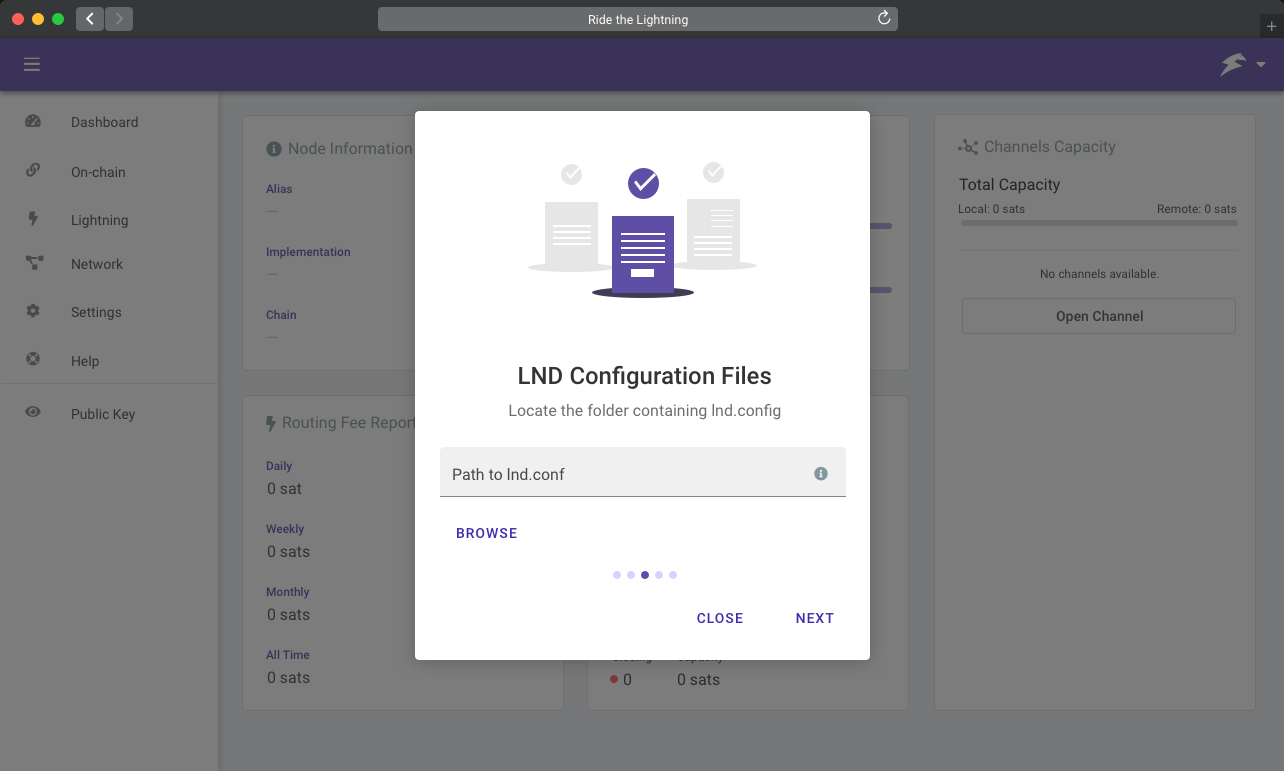 Ride the Lightning
Dashboard
On-chain
Lightning
Network
Settings
Help
Public Key
Node Information
Alias
—
Implementation
—
Chain
—
Routing Fee Report
Daily
0 sat
Weekly
0 sats
Monthly
0 sats
All Time
0 sats
LND Configuration Files
Locate the folder containing lnd.config
Path to lnd.conf
BROWSE
CLOSE NEXT
Capacity
0 0 sats
Channels Capacity
Total Capacity
Local: 0 sats Remote: 0 sats
No channels available.
Open Channel